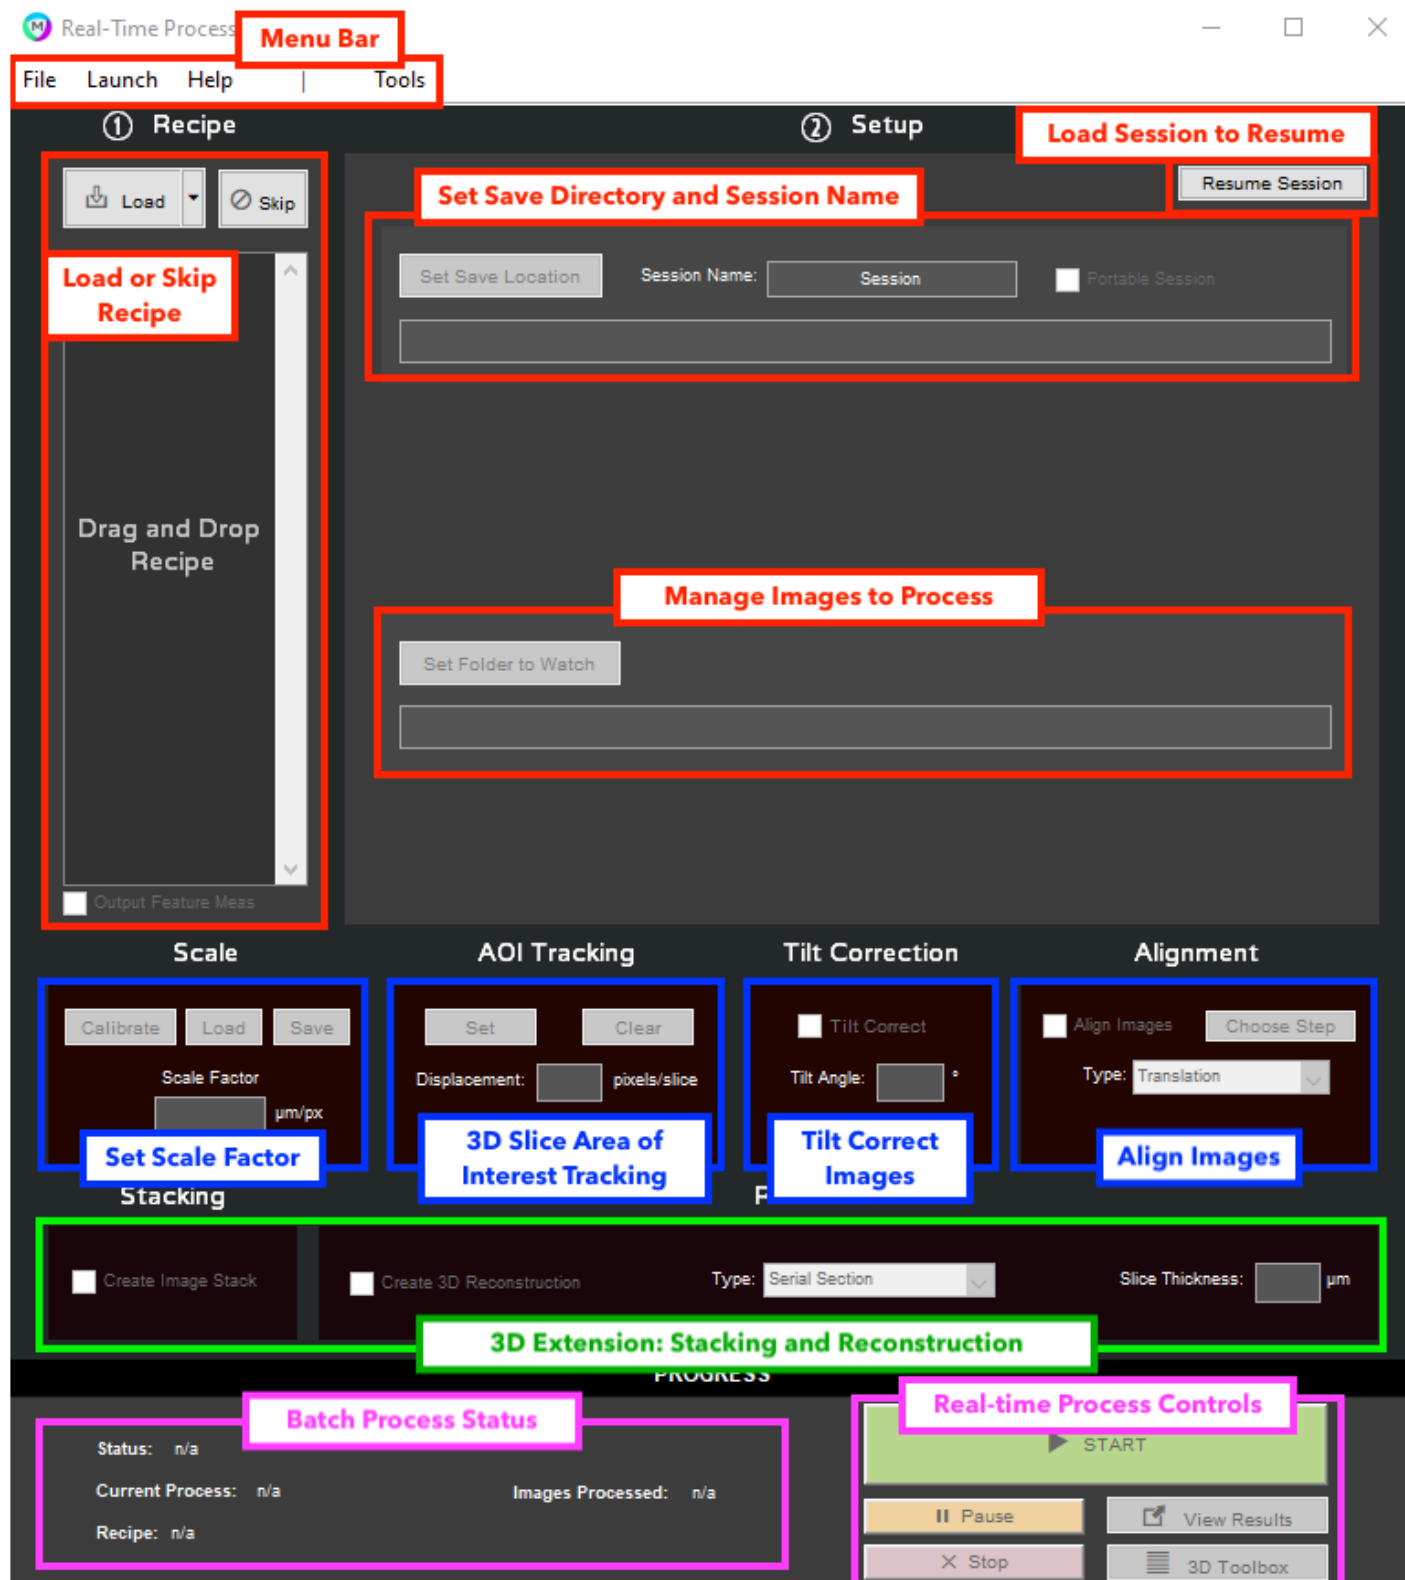 Real-Time Process
Menu Bar
File Launch Help | Tools
① Recipe
② Setup
Load Session to Resume
Load
Skip
Set Save Directory and Session Name
Resume Session
Load or Skip
Recipe
Set Save Location
Session Name:
Session
Portable Session
Drag and Drop
Recipe
Manage Images to Process
Set Folder to Watch
Output Feature Meas
Scale
AOI Tracking
Tilt Correction
Alignment
Calibrate
Load
Save
Set
Clear
Tilt Correct
Align Images
Choose Step
Scale Factor
Displacement:
pixels/slice
Tilt Angle:
°
Type: Translation
µm/px
Set Scale Factor
3D Slice Area of
Interest Tracking
Tilt Correct
Images
Align Images
Stacking
Create Image Stack
Create 3D Reconstruction
Type: Serial Section
Slice Thickness:
µm
3D Extension: Stacking and Reconstruction
PROGRESS
Batch Process Status
Real-time Process Controls
Status: n/a
START
Current Process: n/a
Images Processed: n/a
Recipe: n/a
Pause
View Results
Stop
3D Toolbox